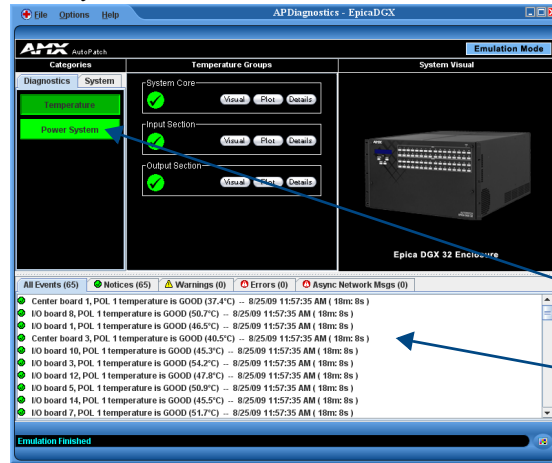 File Options Help APDiagnostics - EpicaDGX
AMX AutoPatch
Emulation Mode
Categories Temperature Groups System Visual
Diagnostics System
Temperature
Power System
System Core
Visual Plot Details
Input Section
Visual Plot Details
Output Section
Visual Plot Details
Epica DGX 32 Enclosure
All Events (65) Notices (65) Warnings (0) Errors (0) Async Network Msgs (0)
Center board 1, POL 1 temperature is GOOD (37.4°C) -- 8/25/09 11:57:35 AM ( 18m: 8s )
I/O board 8, POL 1 temperature is GOOD (50.7°C) -- 8/25/09 11:57:35 AM ( 18m: 8s )
I/O board 1, POL 1 temperature is GOOD (46.5°C) -- 8/25/09 11:57:35 AM ( 18m: 8s )
Center board 3, POL 1 temperature is GOOD (40.5°C) -- 8/25/09 11:57:35 AM ( 18m: 8s )
I/O board 10, POL 1 temperature is GOOD (45.3°C) -- 8/25/09 11:57:35 AM ( 18m: 8s )
I/O board 3, POL 1 temperature is GOOD (54.2°C) -- 8/25/09 11:57:35 AM ( 18m: 8s )
I/O board 12, POL 1 temperature is GOOD (47.8°C) -- 8/25/09 11:57:35 AM ( 18m: 8s )
I/O board 5, POL 1 temperature is GOOD (50.9°C) -- 8/25/09 11:57:35 AM ( 18m: 8s )
I/O board 14, POL 1 temperature is GOOD (45.5°C) -- 8/25/09 11:57:35 AM ( 18m: 8s )
I/O board 7, POL 1 temperature is GOOD (51.7°C) -- 8/25/09 11:57:35 AM ( 18m: 8s )
Emulation Finished